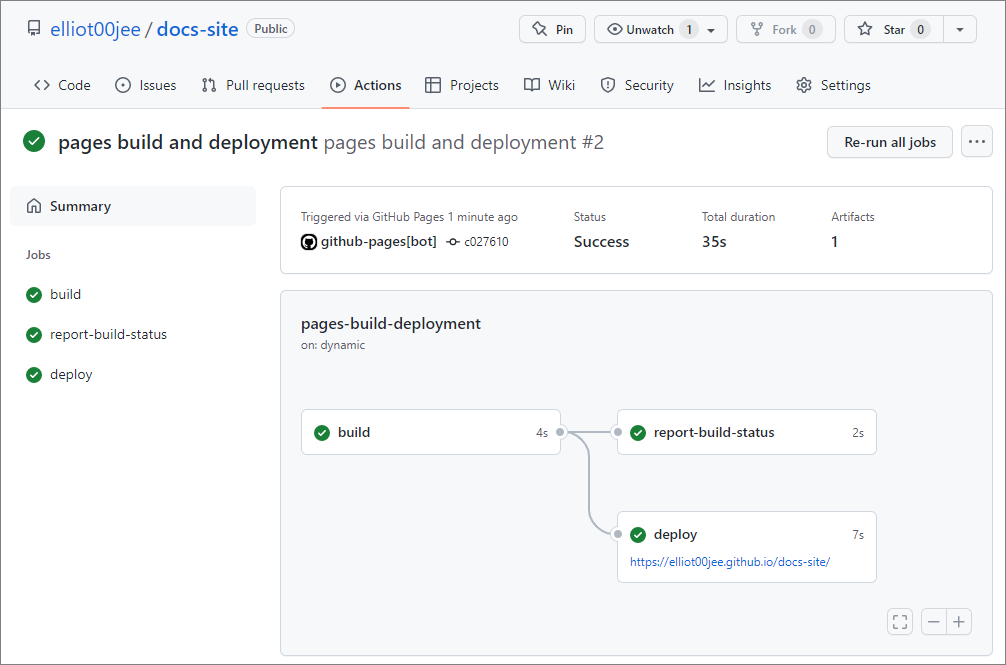 elliot00jee / docs-site Public
Pin Unwatch 1 Fork 0 Star 0
Code Issues Pull requests Actions Projects Wiki Security Insights Settings
pages build and deployment pages build and deployment #2
Re-run all jobs
Summary
Jobs
build
report-build-status
deploy
Triggered via GitHub Pages 1 minute ago Status Total duration Artifacts
github-pages[bot] c027610 Success 35s 1
pages-build-deployment
on: dynamic
build 4s report-build-status 2s
deploy 7s
https://elliot00jee.github.io/docs-site/